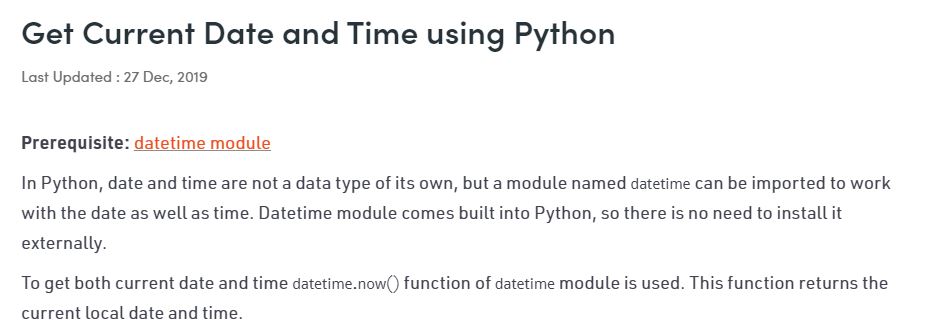 Get Current Date and Time using Python
Last Updated : 27 Dec, 2019
Prerequisite: datetime module
In Python, date and time are not a data type of its own, but a module named datetime can be imported to work
with the date as well as time. Datetime module comes built into Python, so there is no need to install it
externally.
To get both current date and time datetime.now() function of datetime module is used. This function returns the
current local date and time.